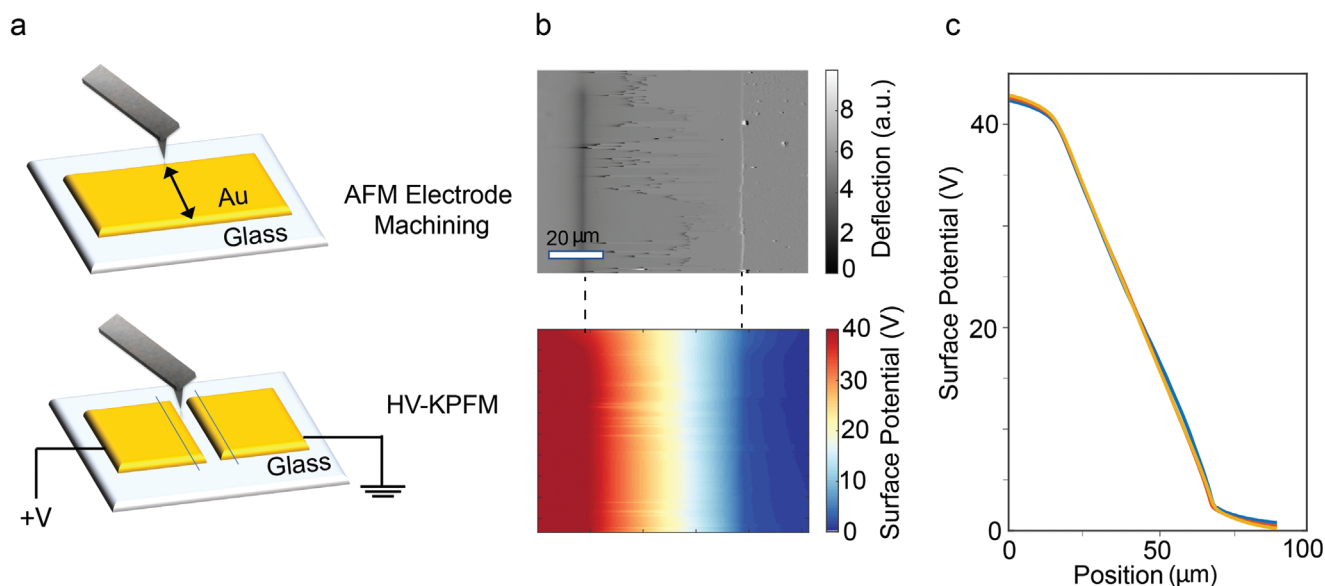 a
Au
Glass
AFM Electrode
Machining
Glass
+V
HV-KPFM
b
20 µm
8
6
4
2
0
Deflection (a.u.)
40
30
20
10
0
Surface Potential (V)
c
40
20
0
Surface Potential (V)
0
50
100
Position (µm)